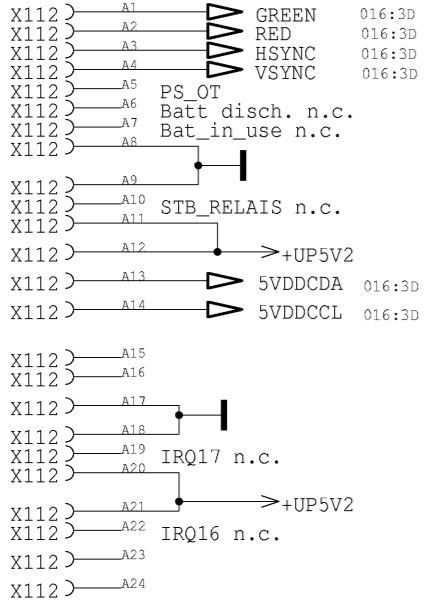 X112 A1 GREEN 016:3D
X112 A2 RED 016:3D
X112 A3 HSYNC 016:3D
X112 A4 VSYNC 016:3D
X112 A5 PS_OT
X112 A6 Batt disch. n.c.
X112 A7 Bat_in_use n.c.
X112 A8
X112 A9
X112 A10 STB_RELAIS n.c.
X112 A11
X112 A12 +UP5V2
X112 A13 5VDDCDA 016:3D
X112 A14 5VDDCCL 016:3D
X112 A15
X112 A16
X112 A17
X112 A18
X112 A19 IRQ17 n.c.
X112 A20
X112 A21 +UP5V2
X112 A22 IRQ16 n.c.
X112 A23
X112 A24